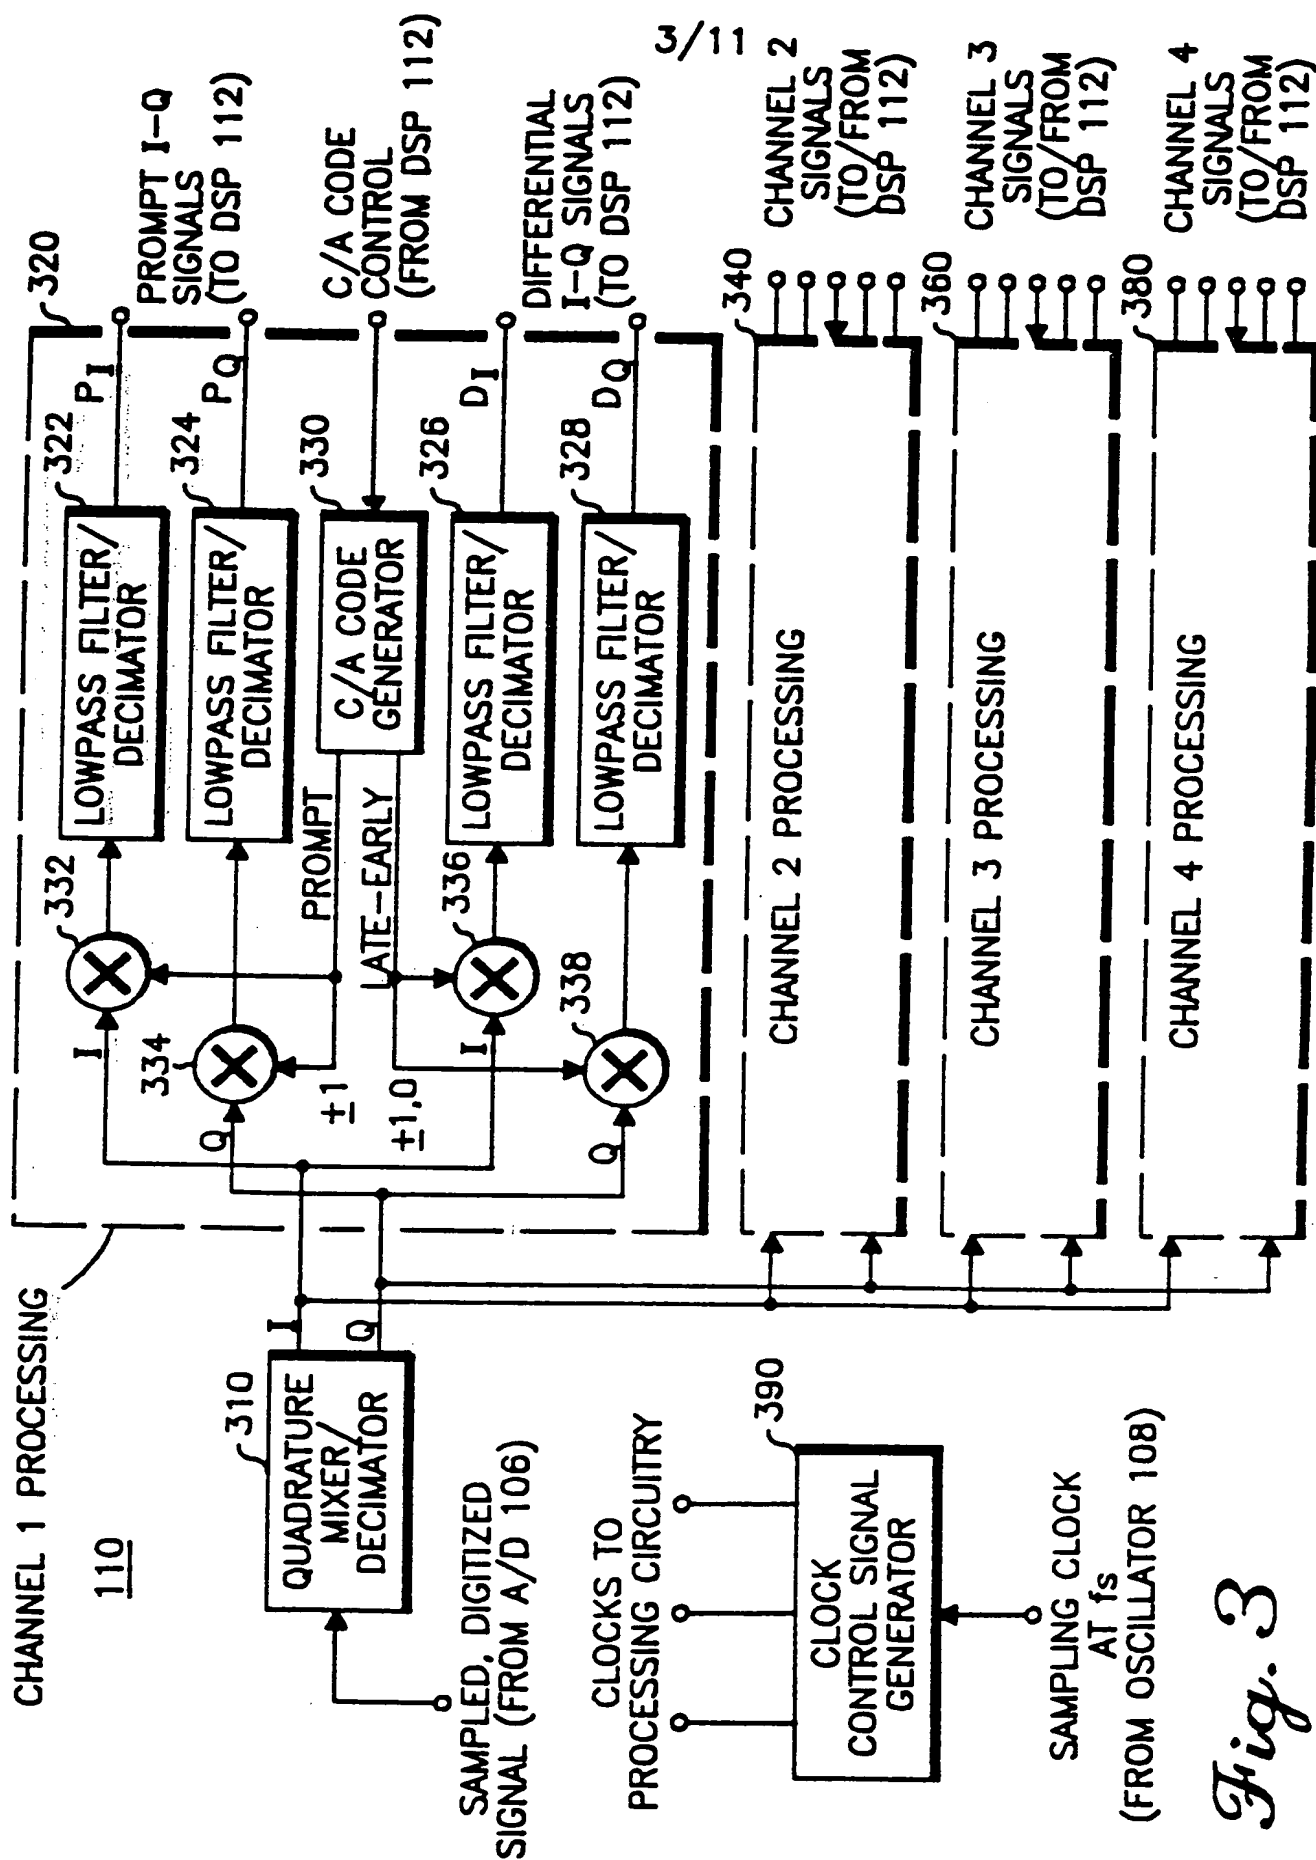 3/11
CHANNEL 1 PROCESSING
110
320
PROMPT I-Q
SIGNALS
(TO DSP 112)
C/A CODE
CONTROL
(FROM DSP 112)
DIFFERENTIAL
I-Q SIGNALS
(TO DSP 112)
322
PI
LOWPASS FILTER/
DECIMATOR
332
I
324
PQ
LOWPASS FILTER/
DECIMATOR
334
Q
330
C/A CODE
GENERATOR
PROMPT
±1
LATE-EARLY
±1,0
326
DI
LOWPASS FILTER/
DECIMATOR
336
I
328
DQ
LOWPASS FILTER/
DECIMATOR
338
Q
310
QUADRATURE
MIXER/
DECIMATOR
I
Q
SAMPLED, DIGITIZED
SIGNAL (FROM A/D 106)
340
CHANNEL 2 PROCESSING
CHANNEL 2
SIGNALS
(TO/FROM
DSP 112)
360
CHANNEL 3 PROCESSING
CHANNEL 3
SIGNALS
(TO/FROM
DSP 112)
380
CHANNEL 4 PROCESSING
CHANNEL 4
SIGNALS
(TO/FROM
DSP 112)
CLOCKS TO
PROCESSING CIRCUITRY
390
CLOCK
CONTROL SIGNAL
GENERATOR
SAMPLING CLOCK
AT fs
(FROM OSCILLATOR 108)
Fig. 3